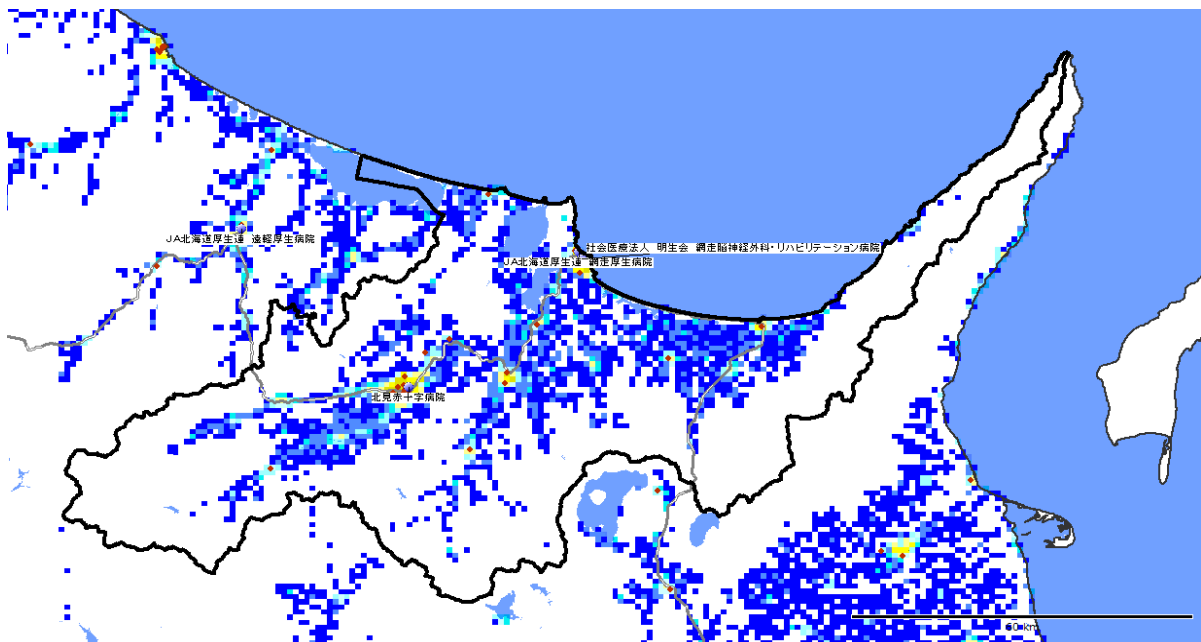 JA北海道厚生連　遠軽厚生病院
社会医療法人　明生会　網走脳神経外科・リハビリテーション病院
JA北海道厚生連　網走厚生病院
北見赤十字病院
60 km